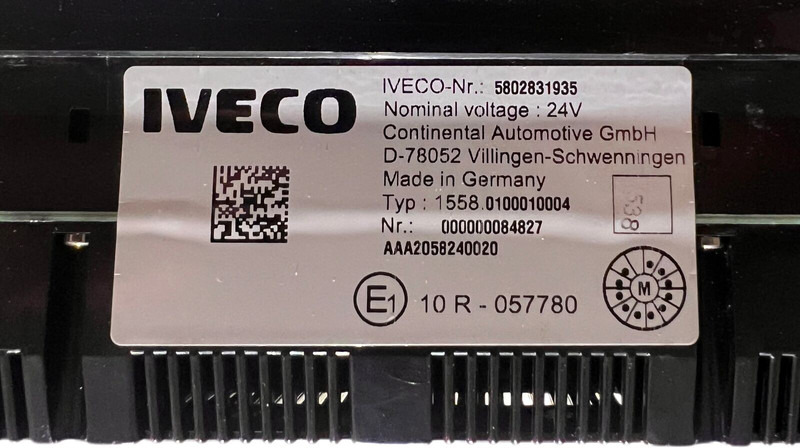 IVECO
IVECO-Nr.: 5802831935
Nominal voltage : 24V
Continental Automotive GmbH
D-78052 Villingen-Schwenningen
Made in Germany
Typ : 1558.0100010004
538
Nr.: 000000084827
AAA2058240020
E1 10 R - 057780
M